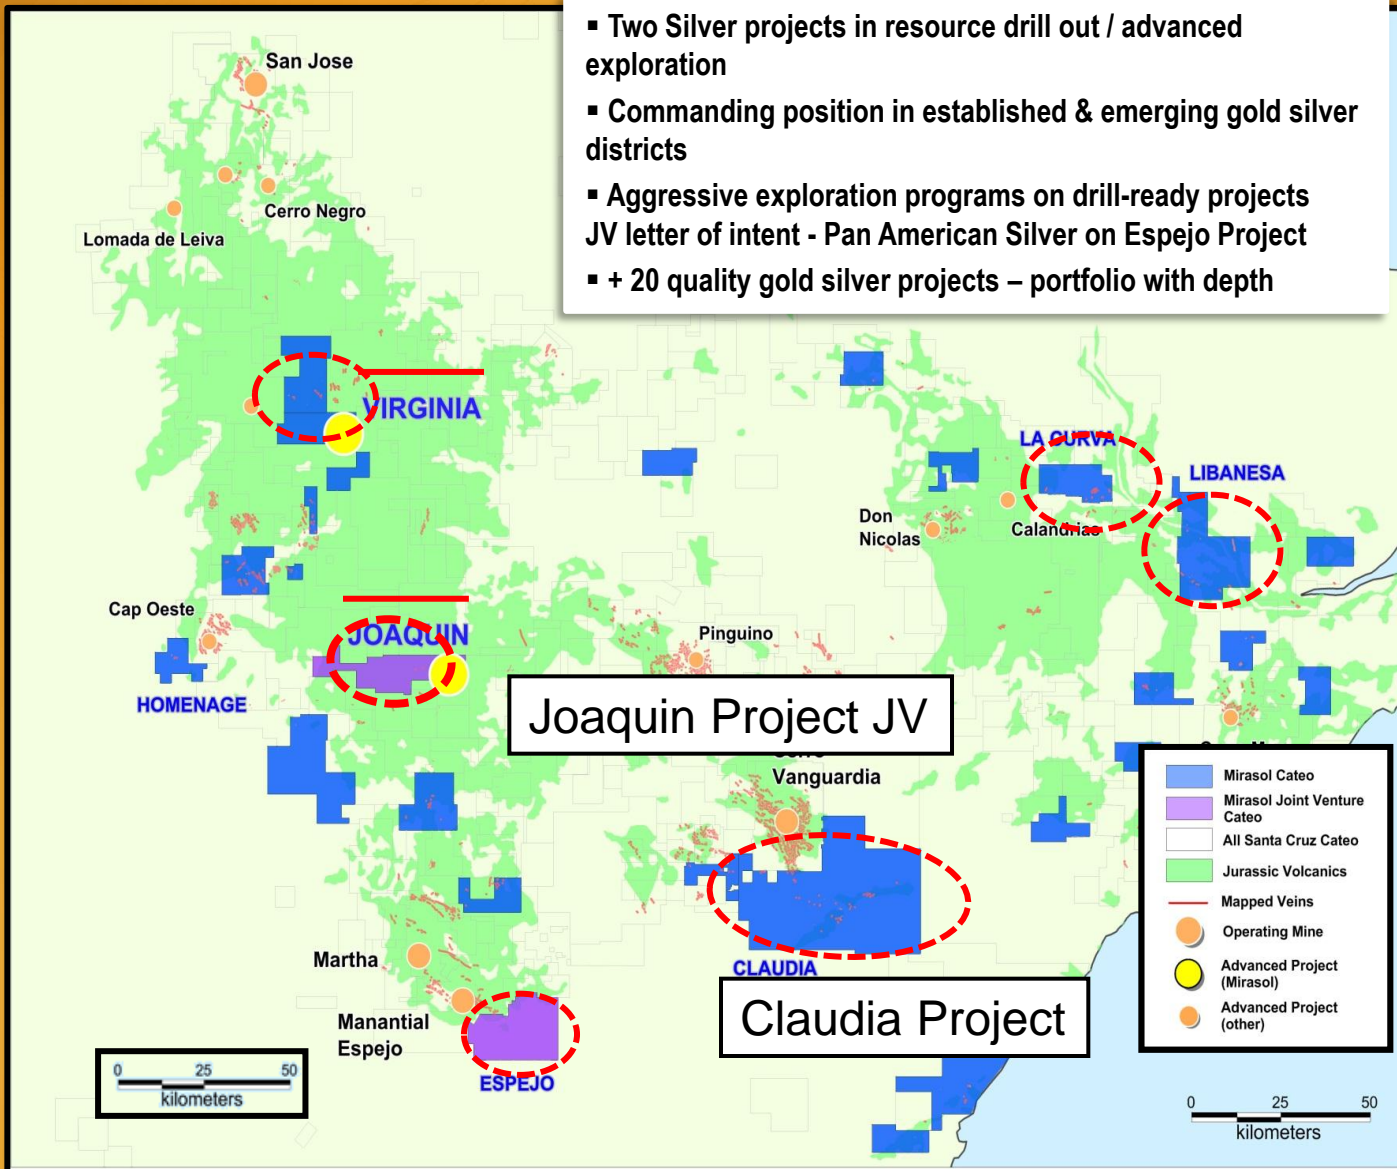 ▪ Two Silver projects in resource drill out / advanced
exploration
▪ Commanding position in established & emerging gold silver
districts
▪ Aggressive exploration programs on drill-ready projects
JV letter of intent - Pan American Silver on Espejo Project
▪ + 20 quality gold silver projects – portfolio with depth
San Jose
Cerro Negro
Lomada de Leiva
VIRGINIA
LA CURVA
LIBANESA
Don
Nicolas
Calandrias
Cap Oeste
JOAQUIN
Pinguino
HOMENAGE
Joaquin Project JV
Vanguardia
Mirasol Cateo
Mirasol Joint Venture
Cateo
All Santa Cruz Cateo
Jurassic Volcanics
Mapped Veins
Operating Mine
Advanced Project
(Mirasol)
Advanced Project
(other)
Martha
CLAUDIA
Claudia Project
Manantial
Espejo
ESPEJO
0 25 50
kilometers
0 25 50
kilometers